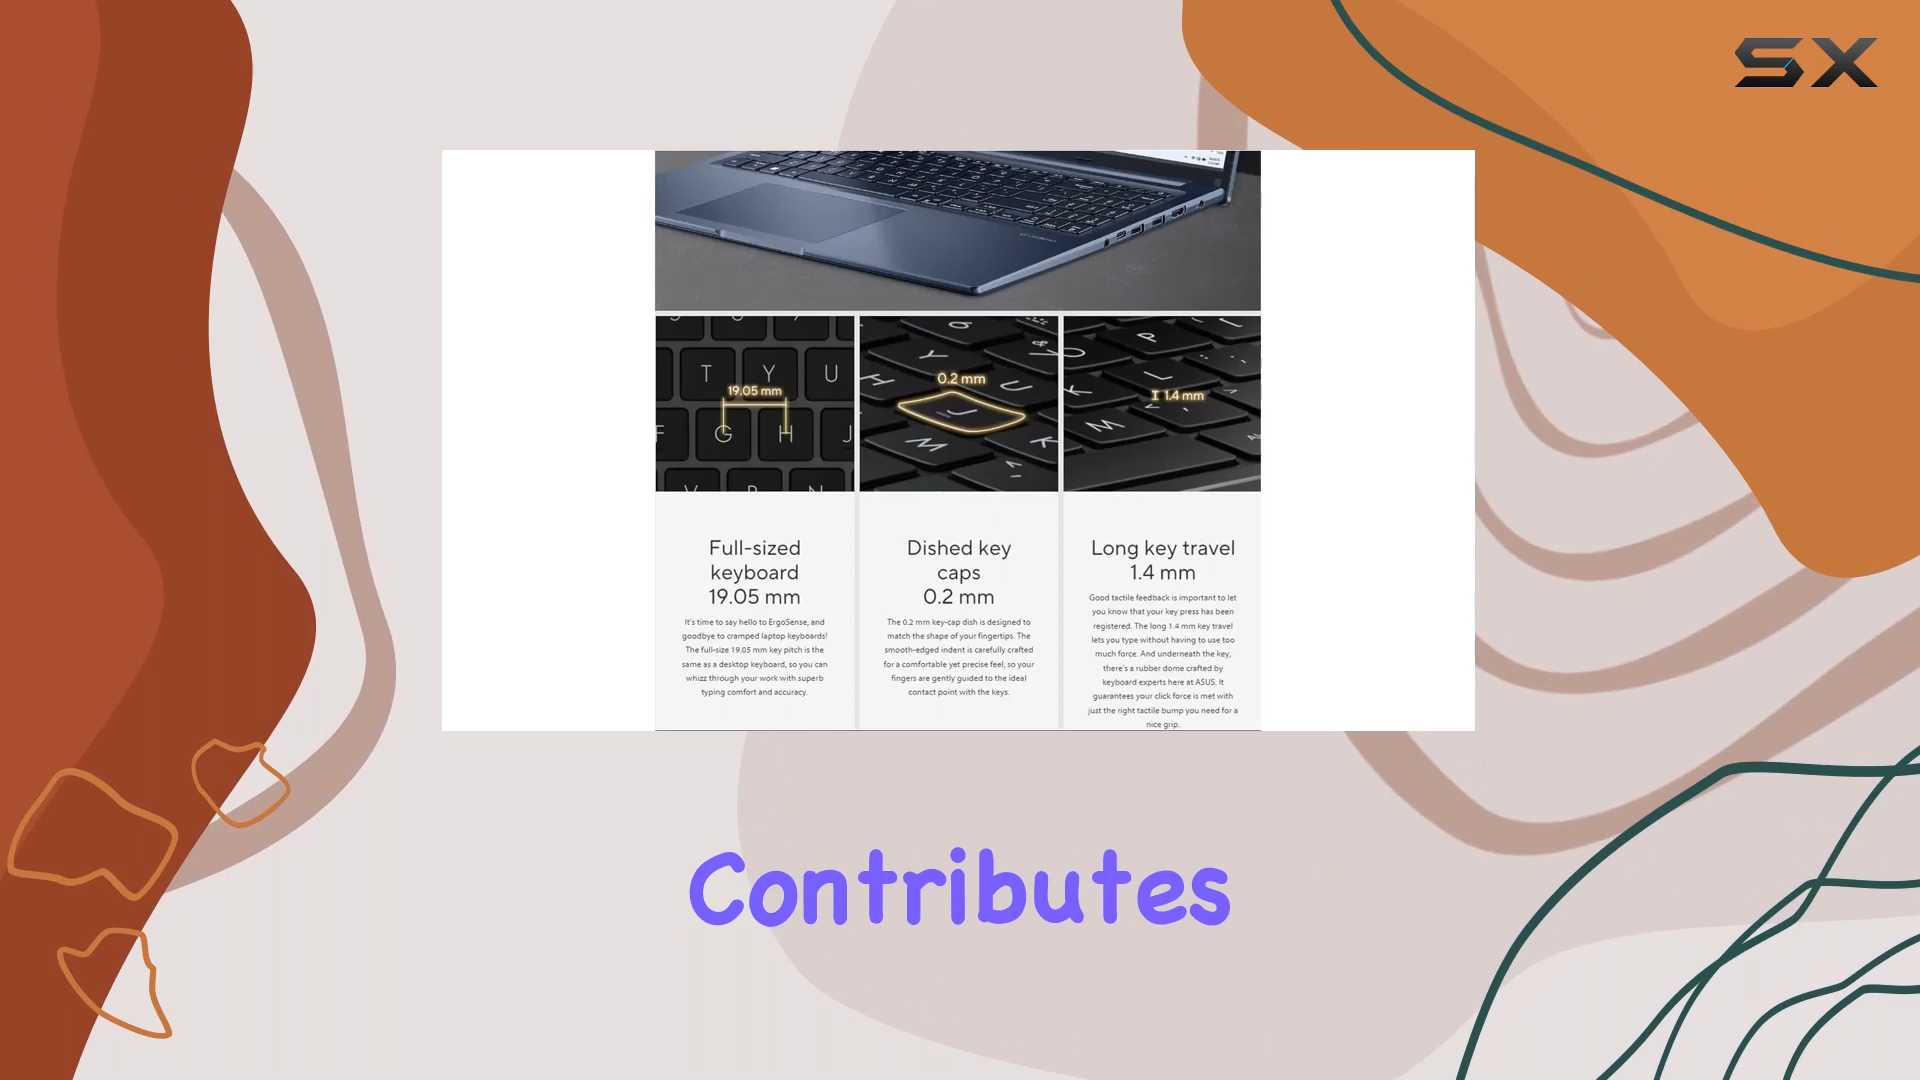 SX
19.05 mm
0.2 mm
1.4 mm
T Y U
F G H J
Y U
H J
M K
P
L
K M
Full-sized
keyboard
19.05 mm
It's time to say hello to ErgoSense, and
goodbye to cramped laptop keyboards!
The full-size 19.05 mm key pitch is the
same as a desktop keyboard, so you can
whizz through your work with superb
typing comfort and accuracy.
Dished key
caps
0.2 mm
The 0.2 mm key-cap dish is designed to
match the shape of your fingertips. The
smooth-edged indent is carefully crafted
for a comfortable yet precise feel, so your
fingers are gently guided to the ideal
contact point with the keys.
Long key travel
1.4 mm
Good tactile feedback is important to let
you know that your key press has been
registered. The long 1.4 mm key travel
lets you type without having to use too
much force. And underneath the key,
there's a rubber dome crafted by
keyboard experts here at ASUS. It
guarantees your click force is met with
just the right tactile bump you need for a
nice grip.
Contributes